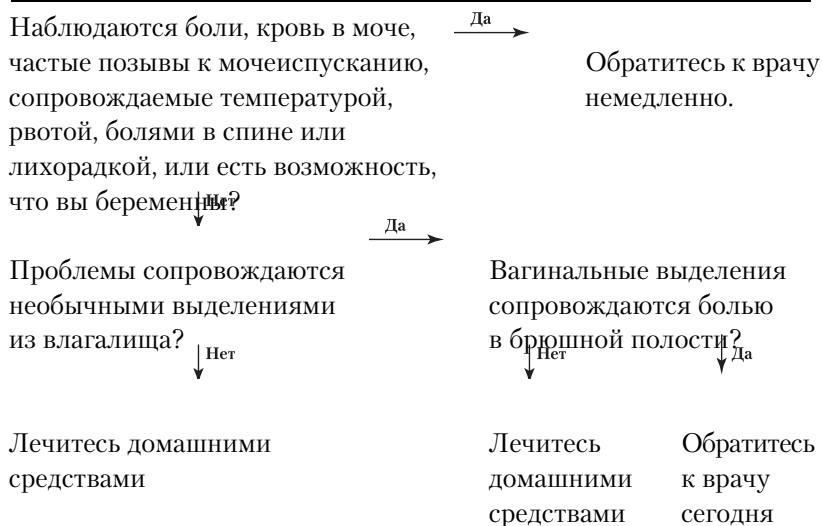 Наблюдаются боли, кровь в моче,
частые позывы к мочеиспусканию,
сопровождаемые температурой,
рвотой, болями в спине или
лихорадкой, или есть возможность,
что вы беременны?
Да
Обратитесь к врачу
немедленно.
Нет
Проблемы сопровождаются
необычными выделениями
из влагалища?
Да
Вагинальные выделения
сопровождаются болью
в брюшной полости?
Нет
Лечитесь домашними
средствами
Нет
Лечитесь
домашними
средствами
Да
Обратитесь
к врачу
сегодня